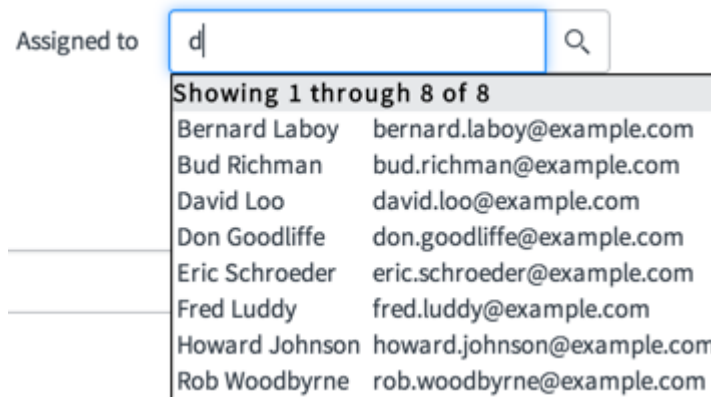 Assigned to d
Showing 1 through 8 of 8
Bernard Laboy bernard.laboy@example.com
Bud Richman bud.richman@example.com
David Loo david.loo@example.com
Don Goodliffe don.goodliffe@example.com
Eric Schroeder eric.schroeder@example.com
Fred Luddy fred.luddy@example.com
Howard Johnson howard.johnson@example.com
Rob Woodbyrne rob.woodbyrne@example.com